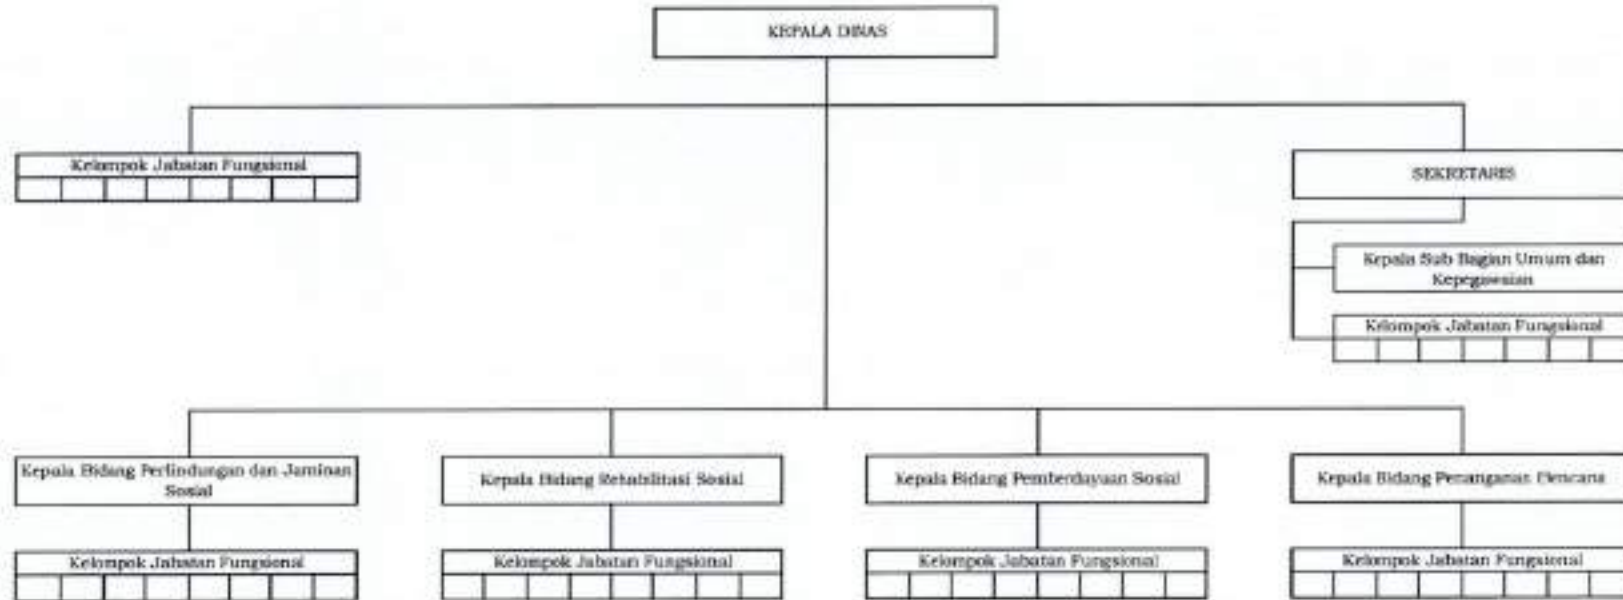 KEPALA DINAS
Kelompok Jabatan Fungsional
SEKRETARIS
Kepala Sub Bagian Umum dan
Kepegawaian
Kelompok Jabatan Fungsional
Kepala Bidang Perlindungan dan Jaminan
Sosial
Kepala Bidang Rehabilitasi Sosial
Kepala Bidang Pemberdayaan Sosial
Kepala Bidang Penanganan Bencana
Kelompok Jabatan Fungsional
Kelompok Jabatan Fungsional
Kelompok Jabatan Fungsional
Kelompok Jabatan Fungsional